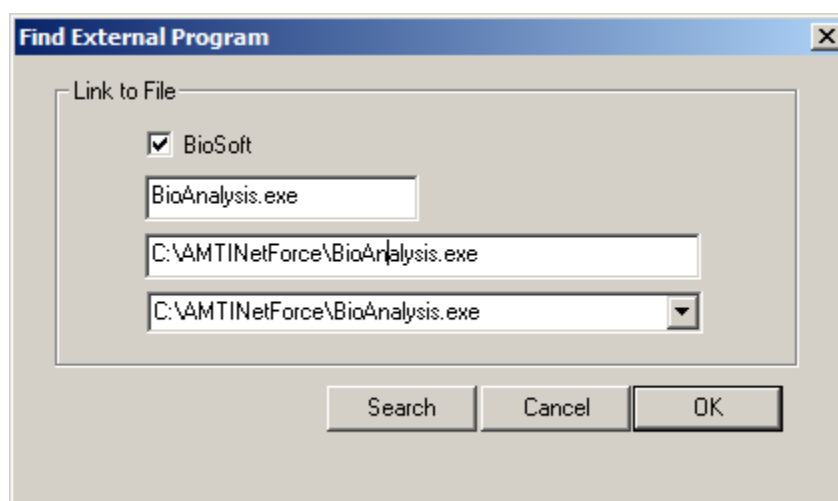 Find External Program
Link to File
BioSoft
BioAnalysis.exe
C:\AMTINetForce\BioAnalysis.exe
C:\AMTINetForce\BioAnalysis.exe
Search Cancel OK